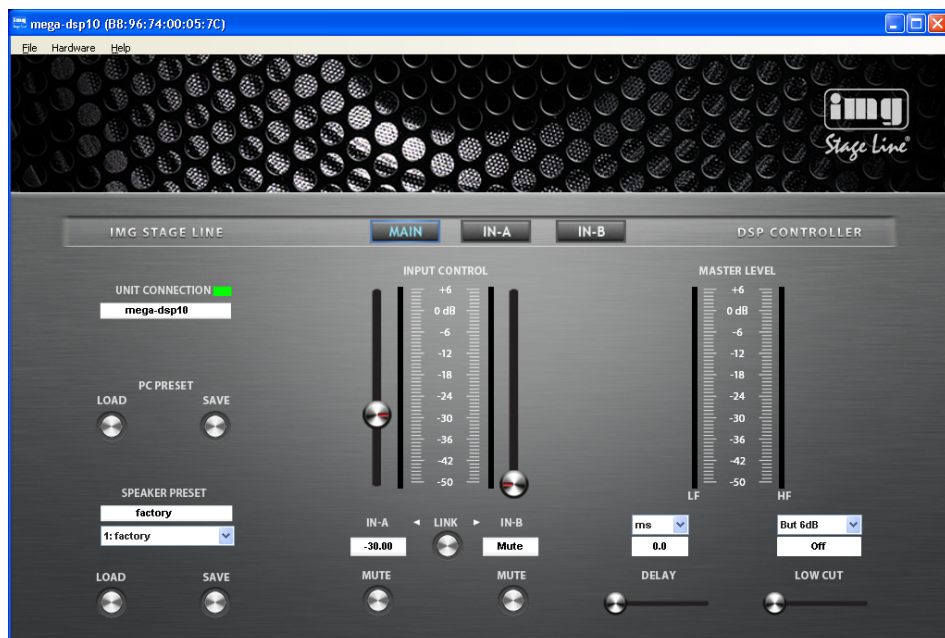 mega-dsp10 (B8:96:74:00:05:7C)
File Hardware Help
img
Stage Line®
IMG STAGE LINE
MAIN
IN-A
IN-B
DSP CONTROLLER
UNIT CONNECTION
mega-dsp10
PC PRESET
LOAD SAVE
SPEAKER PRESET
factory
1: factory
LOAD SAVE
INPUT CONTROL
+6
0 dB
-6
-12
-18
-24
-30
-36
-42
-50
IN-A ◄ LINK ► IN-B
-30.00 Mute
MUTE MUTE
MASTER LEVEL
+6
0 dB
-6
-12
-18
-24
-30
-36
-42
-50
LF HF
ms But 6dB
0.0 Off
DELAY LOW CUT